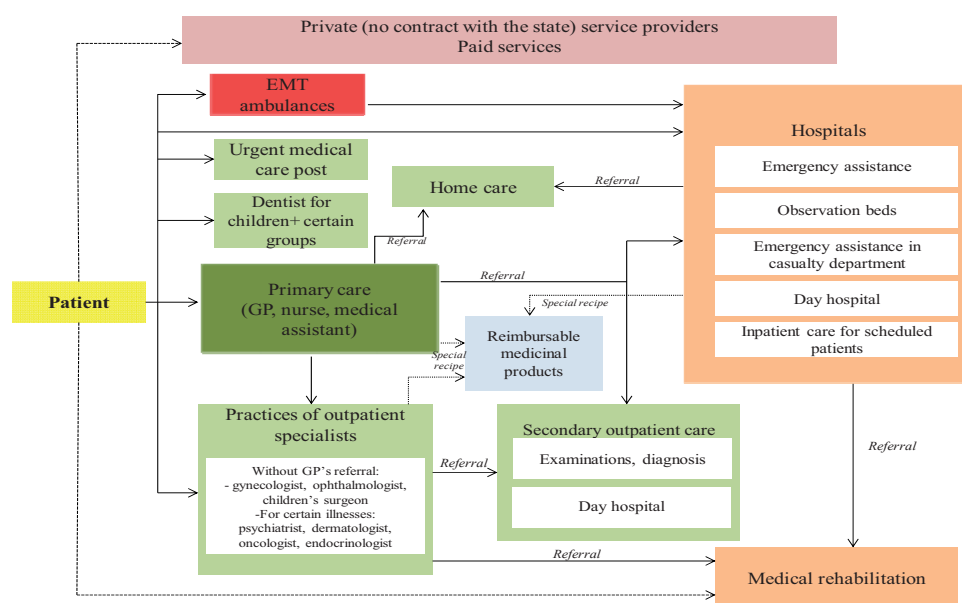 Private (no contract with the state) service providers
Paid services
EMT
ambulances
Hospitals
Urgent medical
care post
Emergency assistance
Home care
Referral
Dentist for
children+ certain
groups
Observation beds
Referral
Emergency assistance in
casualty department
Referral
Patient
Primary care
(GP, nurse, medical
assistant)
Day hospital
Special recipe
Reimbursable
medicinal
products
Inpatient care for scheduled
patients
Special
recipe
Practices of outpatient
specialists
Secondary outpatient care
Referral
Without GP's referral:
- gynecologist, ophthalmologist,
children's surgeon
-For certain illnesses:
psychiatrist, dermatologist,
oncologist, endocrinologist
Referral
Examinations, diagnosis
Day hospital
Referral
Medical rehabilitation